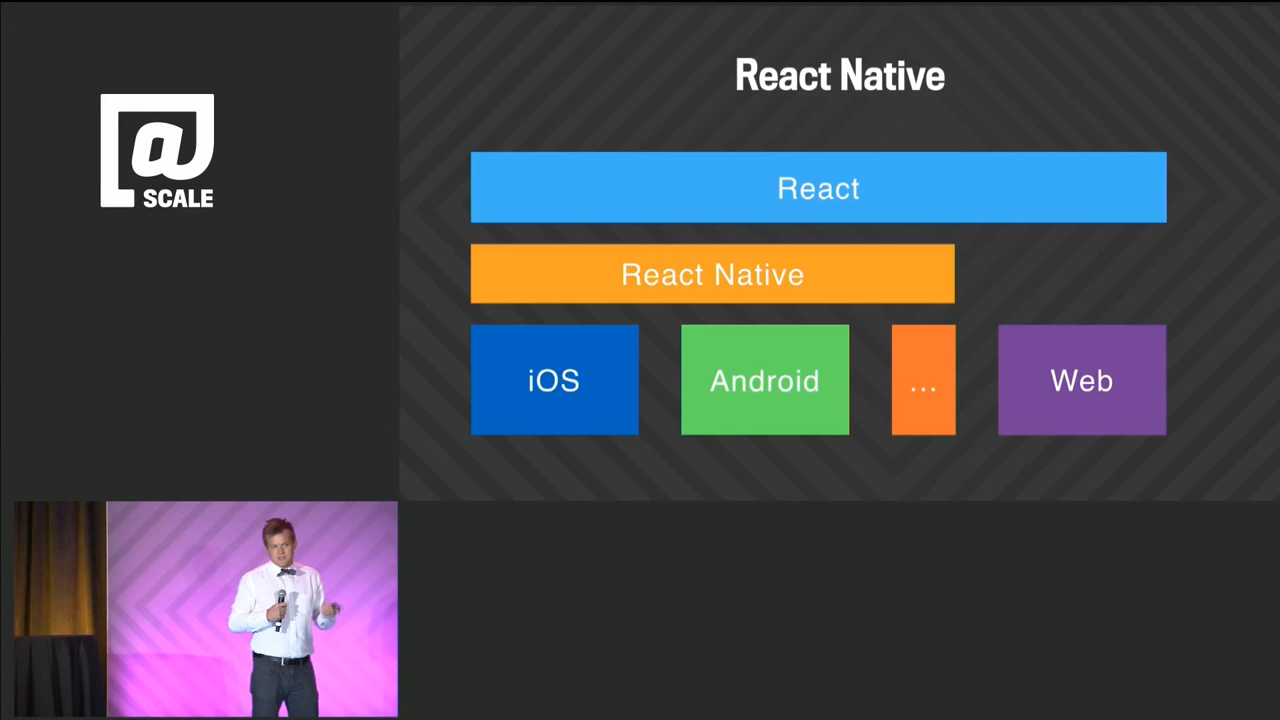 @
SCALE
React Native
React
React Native
iOS
Android
...
Web